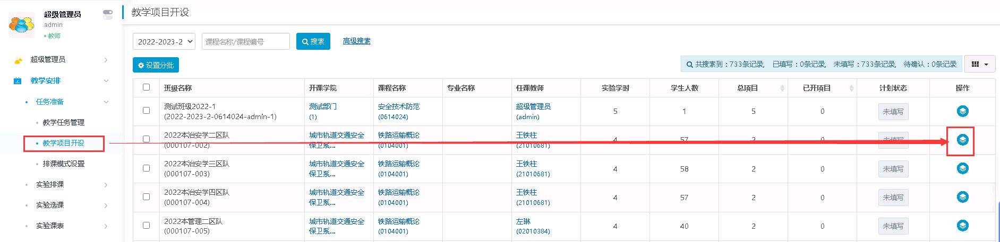 超级管理员
admin
教师
超级管理员
教学安排
任务准备
教学任务管理
教学项目开设
排课模式设置
实验排课
实验选课
实验课表
教学项目开设
2022-2023-2 课程名称/课程编号 搜索 高级搜索
设置分批 共搜索到：733条记录, 已填写：0条记录, 未填写：733条记录, 待确认：0条记录
班级名称 开课学院 课程名称 专业名称 任课教师 实验学时 学生人数 总项目 已开项目 计划状态 操作
测试班级2022-1 测试部门 安全技术防范 超级管理员 5 1 5 0 未填写
(2022-2023-2-0614024-admin-1) (1) (0614024) (admin)
2022本治安学二区队 城市轨道交通安全 铁路运输概论 王铁柱 4 57 2 0 未填写
(000107-002) 保卫系... (0104001) (21010681)
2022本治安学三区队 城市轨道交通安全 铁路运输概论 王铁柱 4 58 2 0 未填写
(000107-003) 保卫系... (0104001) (21010681)
2022本治安学四区队 城市轨道交通安全 铁路运输概论 王铁柱 4 57 2 0 未填写
(000107-004) 保卫系... (0104001) (21010681)
2022本管理二区队 城市轨道交通安全 铁路运输概论 左琳 4 40 2 0 未填写
(000107-005) 保卫系... (0104001) (02010384)